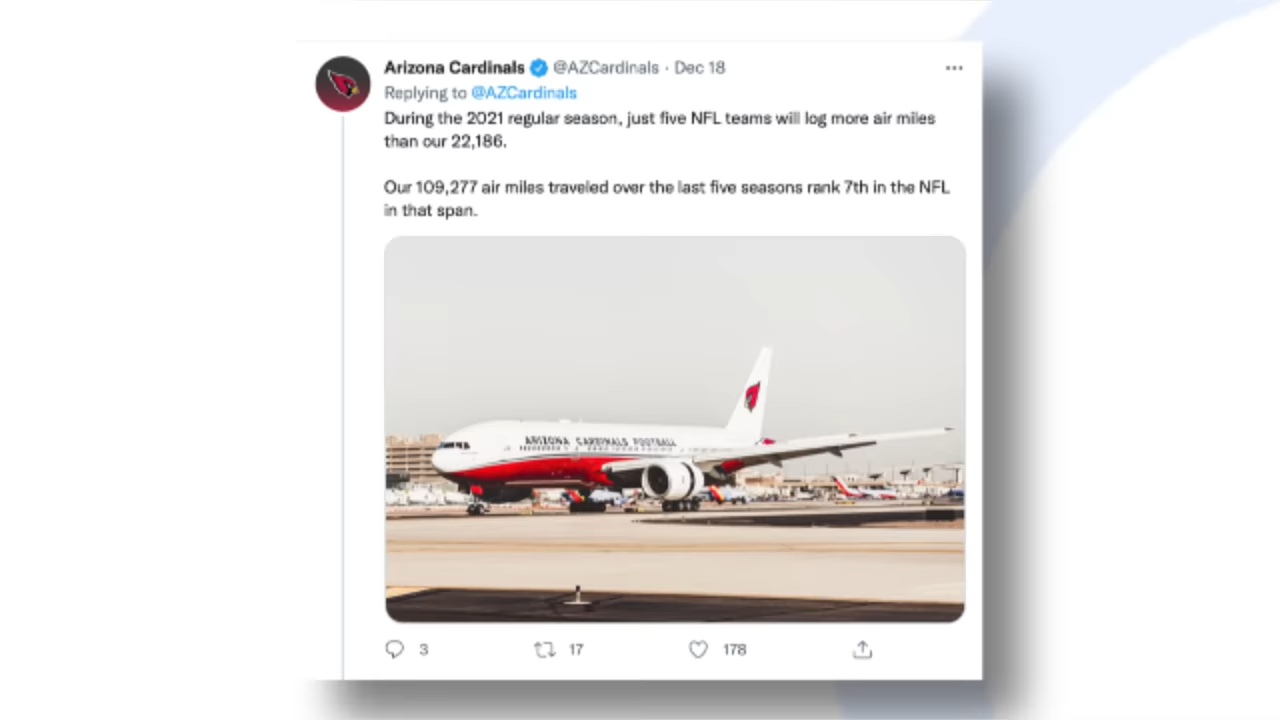 Arizona Cardinals @AZCardinals · Dec 18
Replying to @AZCardinals
During the 2021 regular season, just five NFL teams will log more air miles
than our 22,186.
Our 109,277 air miles traveled over the last five seasons rank 7th in the NFL
in that span.
ARIZONA CARDINALS FOOTBALL
3 17 178